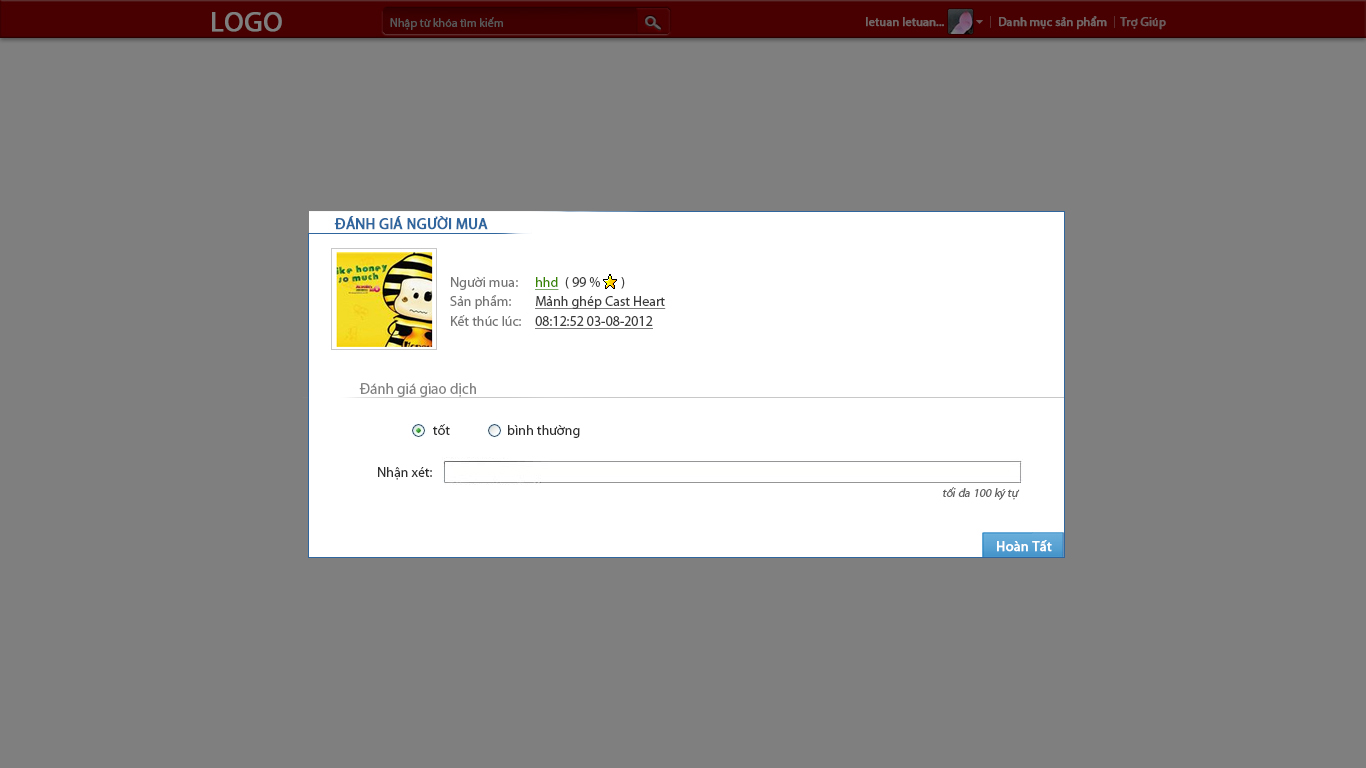 LOGO
Nhập từ khóa tìm kiếm
letuan letuan...
Danh mục sản phẩm
Trợ Giúp
ĐÁNH GIÁ NGƯỜI MUA
ike honey
so much
Người mua: hhd ( 99 % )
Sản phẩm: Mảnh ghép Cast Heart
Kết thúc lúc: 08:12:52 03-08-2012
Đánh giá giao dịch
tốt bình thường
Nhận xét:
tối đa 100 ký tự
Hoàn Tất